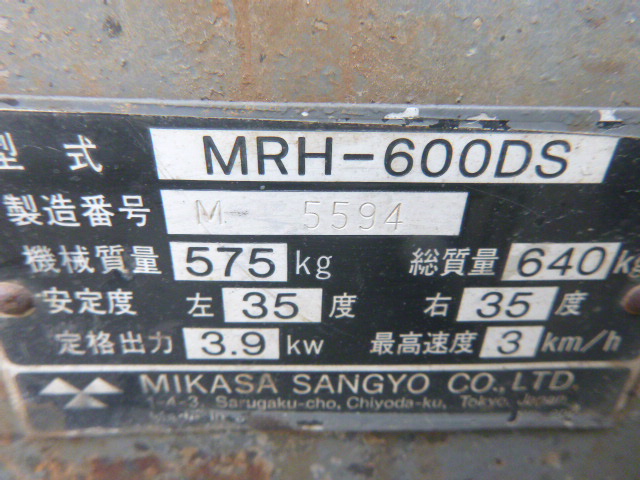 型式 MRH-600DS
製造番号 M- 5594
機械質量 575 kg 総質量 640 kg
安定度 左 35 度 右 35 度
定格出力 3.9 kw 最高速度 3 km/h
MIKASA SANGYO CO.,LTD.
1-4-3, Sarugaku-cho, Chiyoda-ku, Tokyo, Japan.
Made in